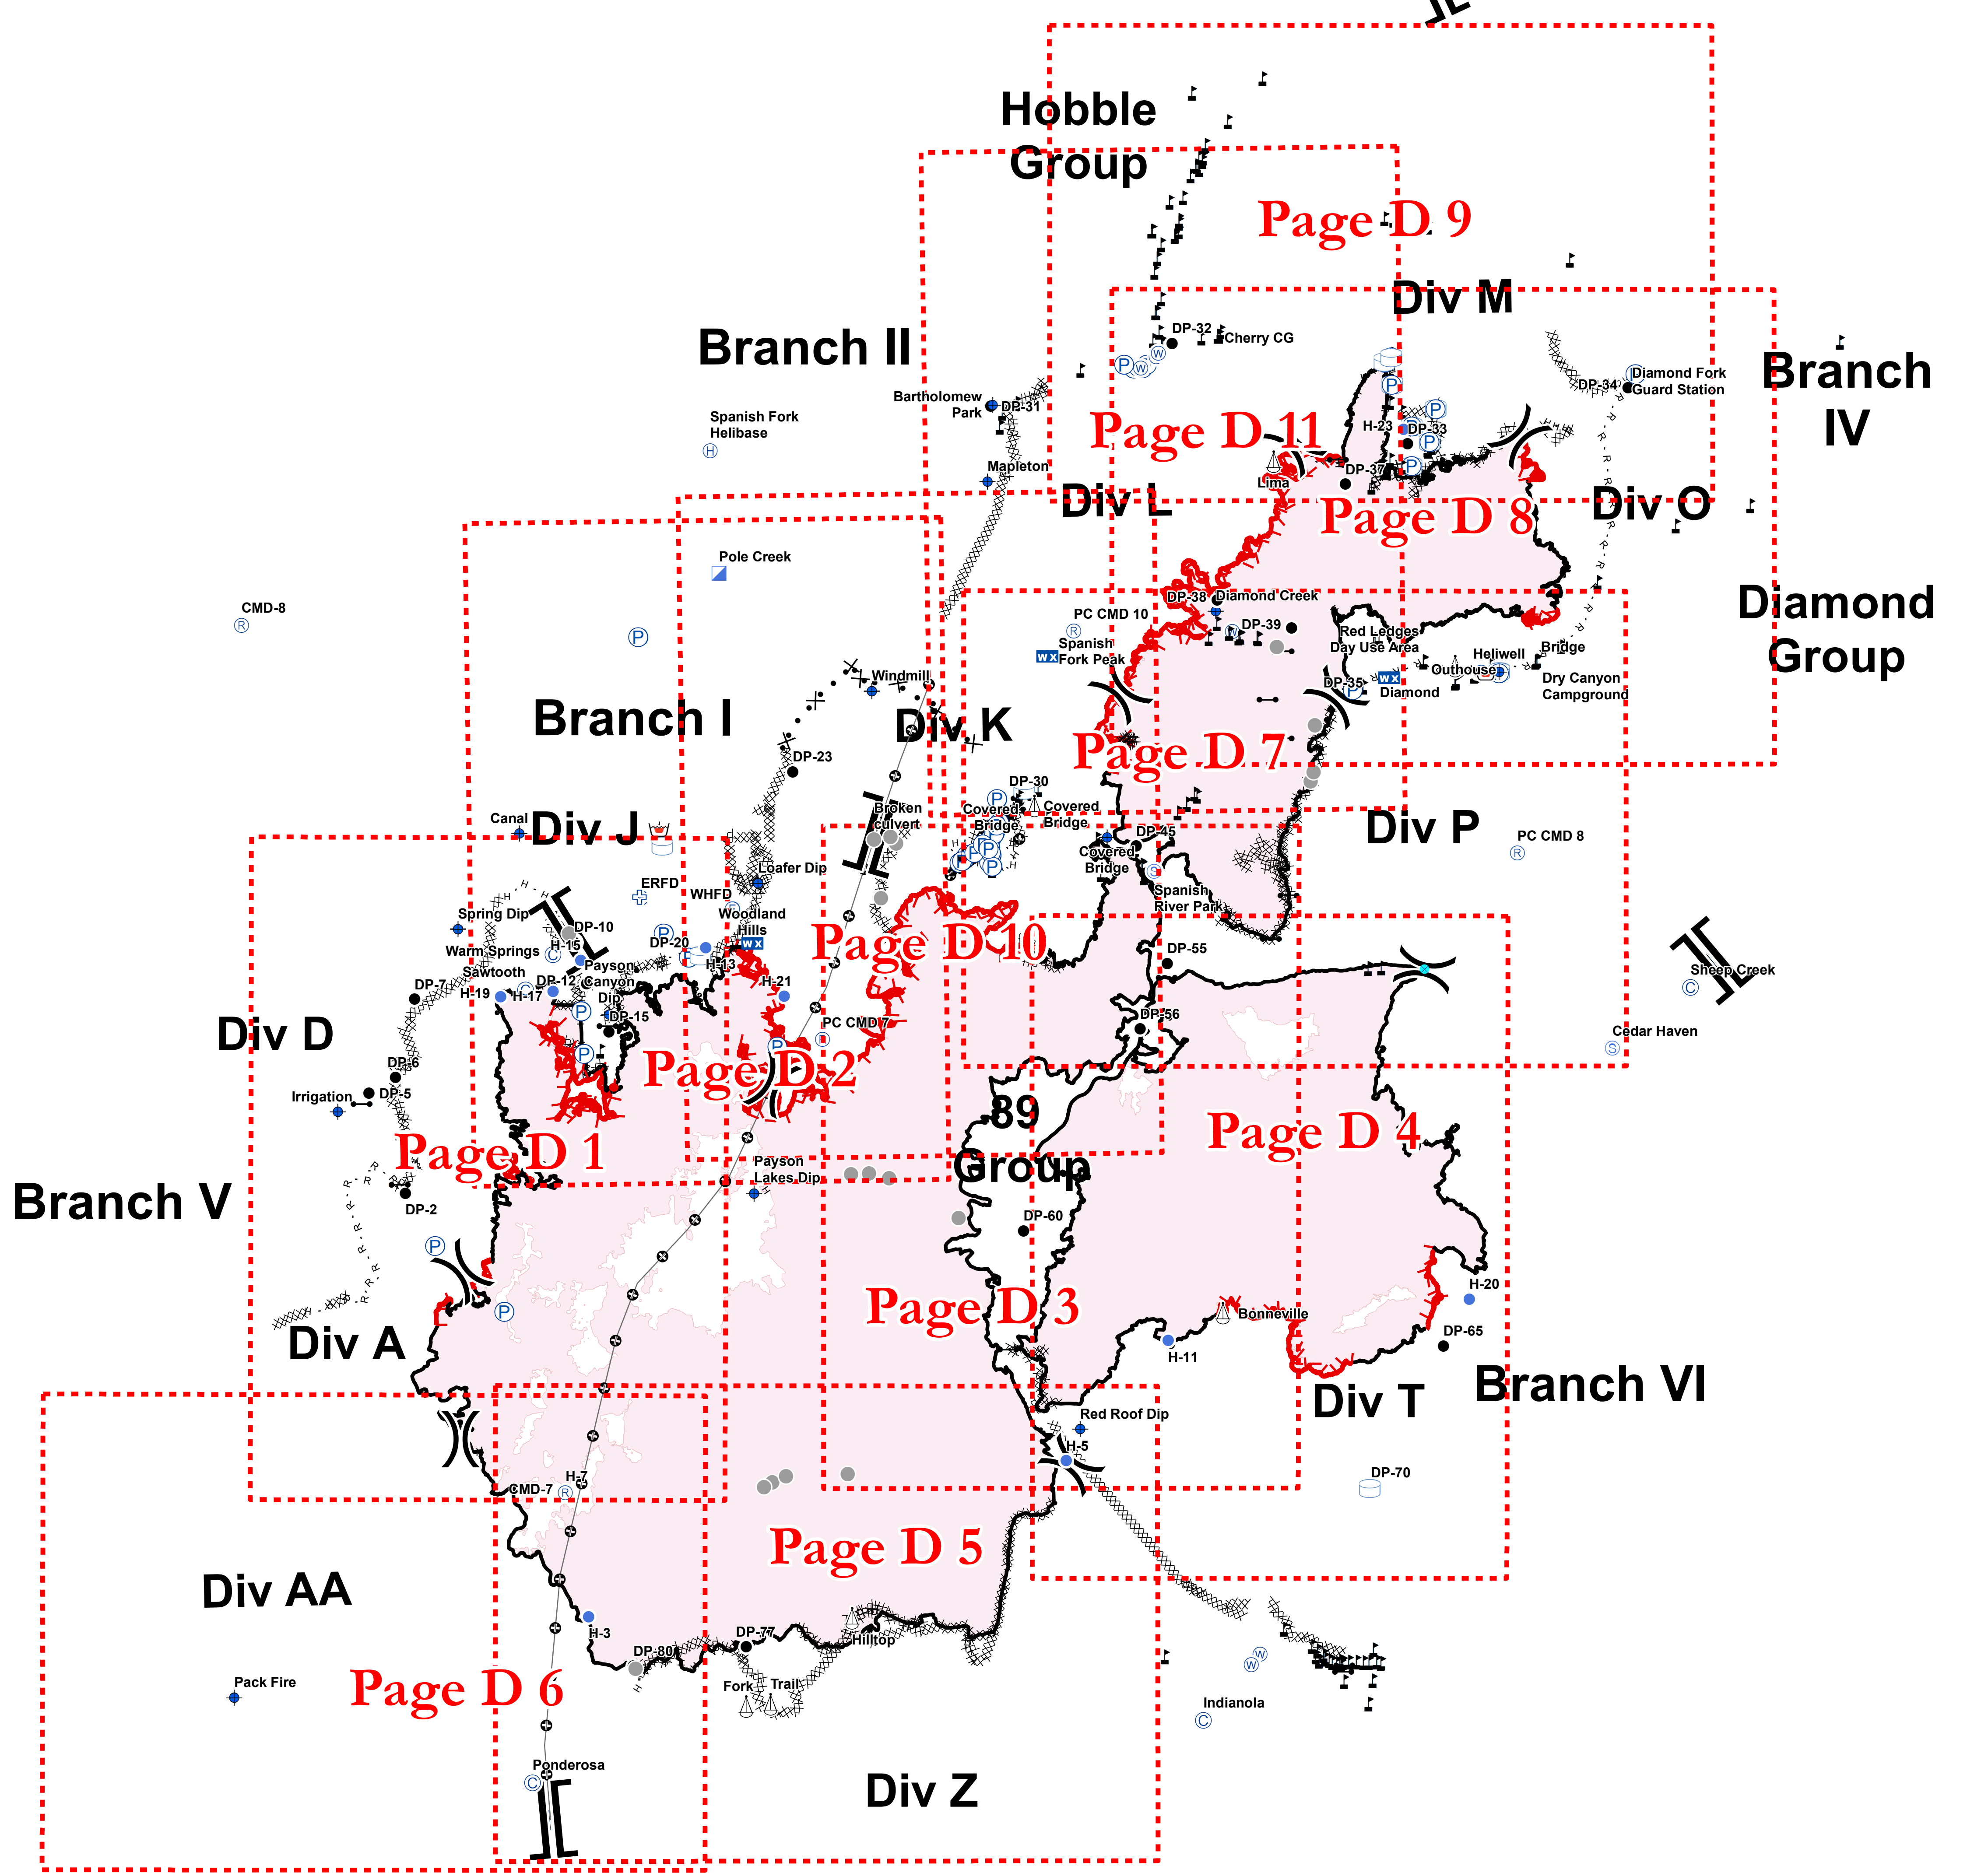 Hobble
Group
Page D 9
Div M
Branch II
DP-32
Cherry CG
Branch
IV
Diamond Fork
Guard Station
DP-34
Bartholomew
Park
DP-31
Spanish Fork
Helibase
H
Page D 11
H-23
DP-33
Mapleton
DP-37
Lima
Div L
Page D 8
Div O
Pole Creek
CMD-8
R
P
PC CMD 10
R
DP-38
Diamond Creek
DP-39
Diamond
Group
Red Ledges
Day Use Area
Spanish
Fork Peak
WX
Heliwell
Bridge
Outhouse
Dry Canyon
Campground
DP-35
WX
Diamond
Windmill
Branch I
Div K
Page D 7
DP-23
DP-30
Covered
Bridge
Covered
Bridge
Broken
culvert
Canal
Div J
Div P
PC CMD 8
R
DP-45
Covered
Bridge
Loafer Dip
Spanish
River Park
S
ERFD
WHFD
Woodland
Hills
WX
Spring Dip
DP-10
H-15
Warm Springs
C
DP-20
H-13
Page D 10
DP-55
Payson
Canyon
Dip
Sawtooth
DP-12
H-17
H-19
DP-7
H-21
Sheep Creek
C
DP-15
PC CMD 7
R
DP-56
Div D
Cedar Haven
S
DP-6
Page D 2
DP-5
Irrigation
89
Group
Page D 4
Page D 1
Payson
Lakes Dip
Branch V
DP-2
DP-60
P
P
H-20
Page D 3
Bonneville
Div A
H-11
DP-65
Branch VI
Div T
Red Roof Dip
H-5
DP-70
H-7
CMD-7
R
Page D 5
Div AA
H-3
DP-77
Hilltop
DP-80
Pack Fire
Page D 6
Fork
Trail
W
W
Indianola
C
Ponderosa
C
Div Z